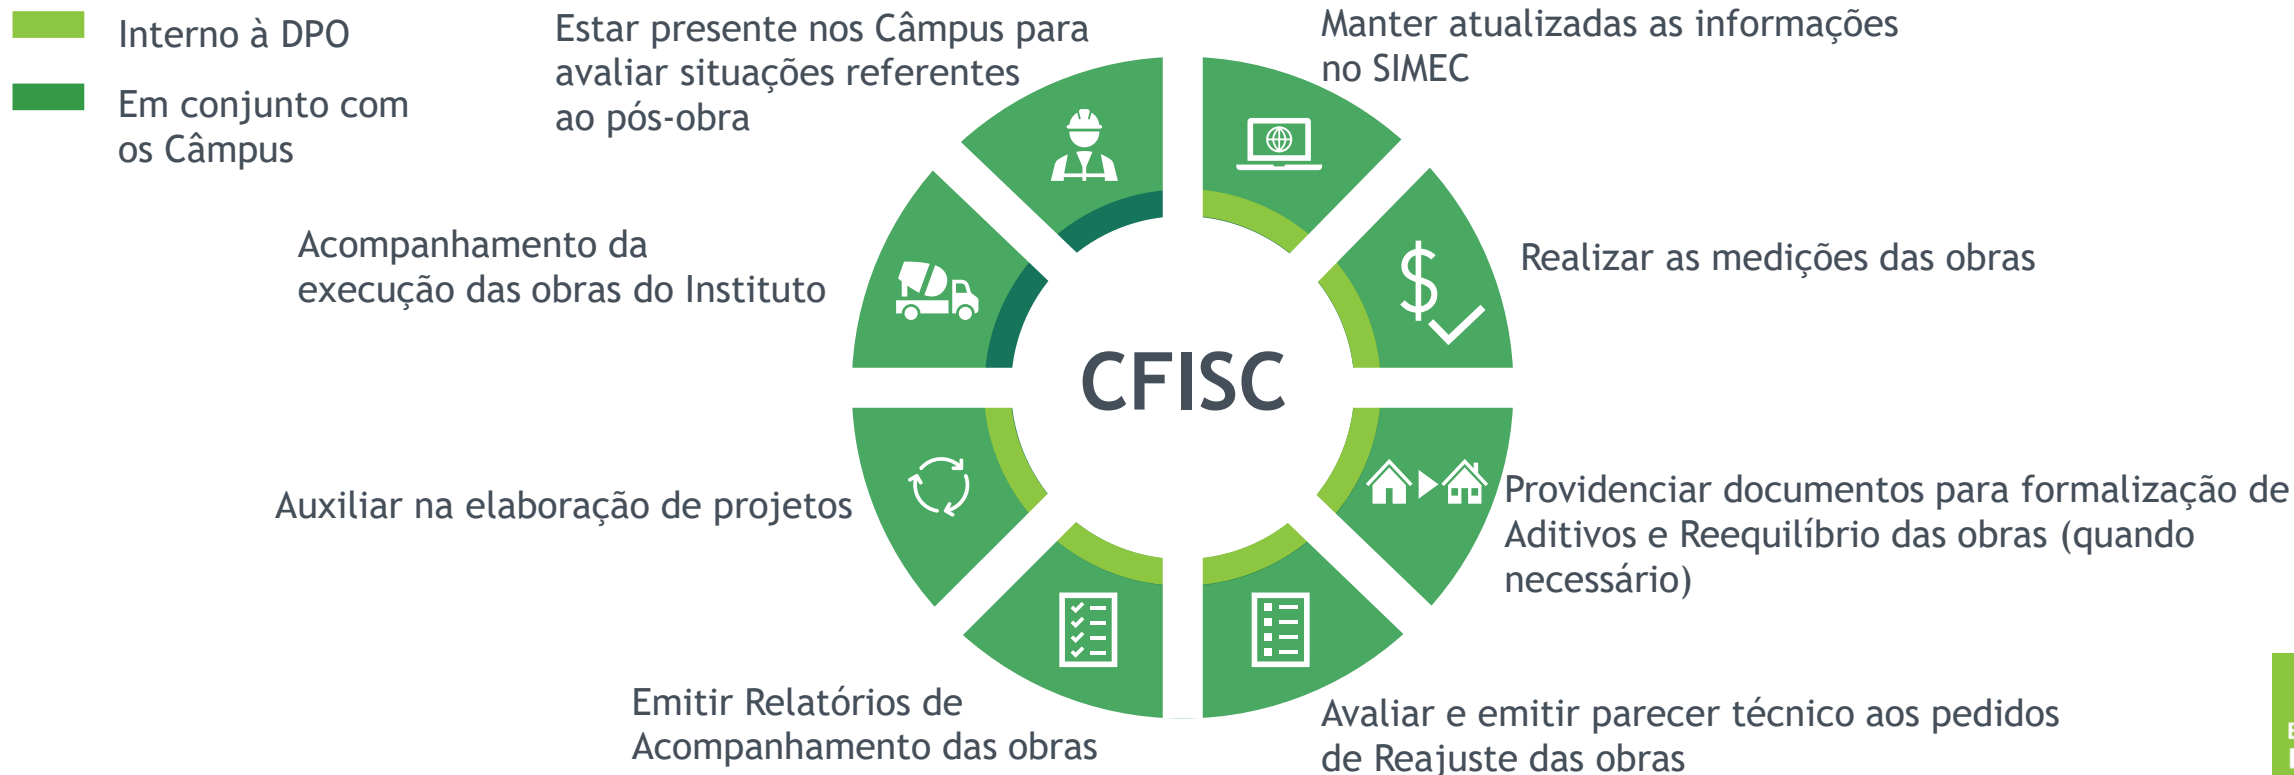 Interno à DPO
Em conjunto com
os Câmpus
Estar presente nos Câmpus para
avaliar situações referentes
ao pós-obra
Manter atualizadas as informações
no SIMEC
Acompanhamento da
execução das obras do Instituto
Realizar as medições das obras
CFISC
Auxiliar na elaboração de projetos
Providenciar documentos para formalização de
Aditivos e Reequilíbrio das obras (quando
necessário)
Emitir Relatórios de
Acompanhamento das obras
Avaliar e emitir parecer técnico aos pedidos
de Reajuste das obras